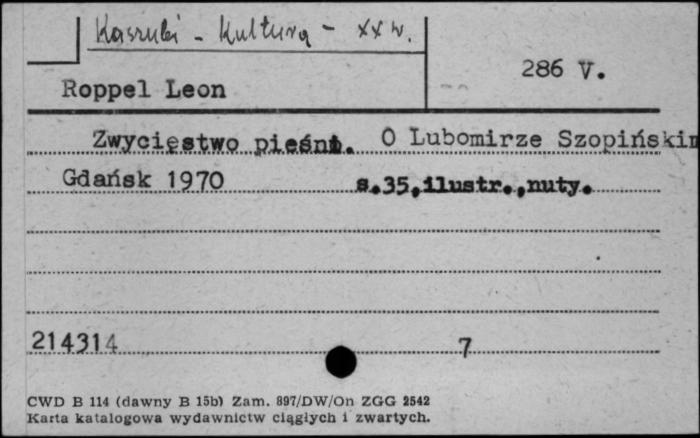 Kaszubi - Kultura - XX w.
286 V.
Roppel Leon
Zwycięstwo pieśni. O Lubomirze Szopińskim
Gdańsk 1970 s.35,ilustr.,nuty.
214314 7
CWD B 114 (dawny B 15b) Zam. 897/DW/On ZGG 2542
Karta katalogowa wydawnictw ciągłych i zwartych.